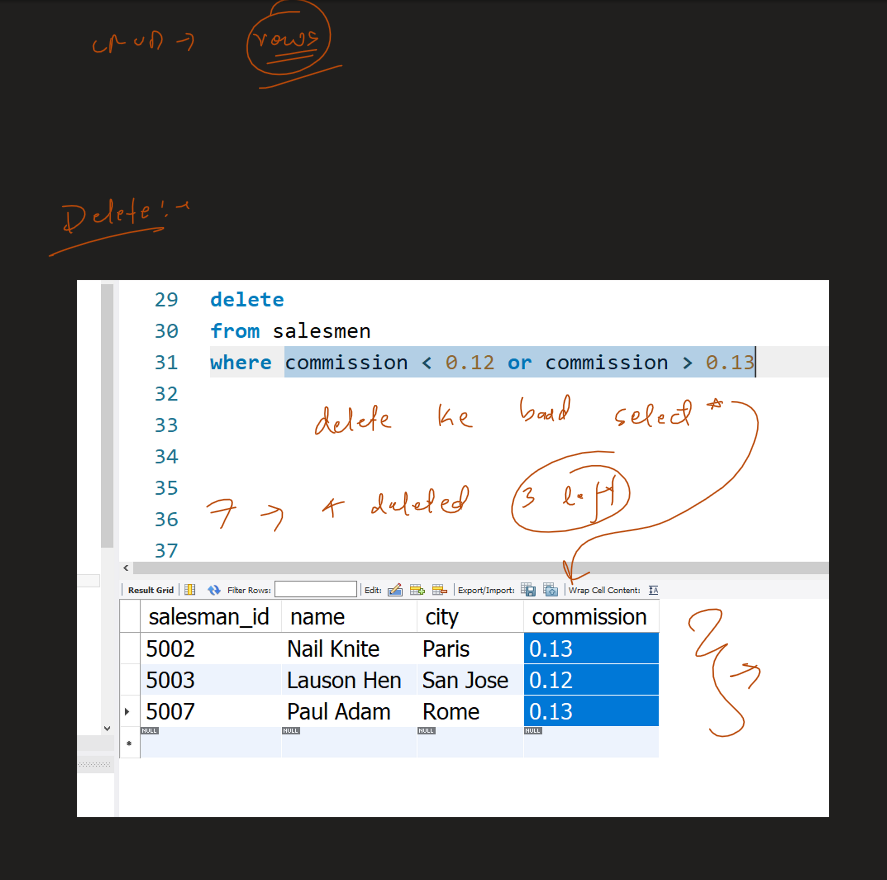 CRUD → rows
Delete:→
29 delete
30 from salesmen
31 where commission < 0.12 or commission > 0.13
32
33 delete ke baad select *
34
35
36 7 → 4 deleted 3 left
37
Result Grid Filter Rows: Edit: Export/Import: Wrap Cell Content: IA
salesman_id name city commission
5002 Nail Knite Paris 0.13
5003 Lauson Hen San Jose 0.12
5007 Paul Adam Rome 0.13
NULL NULL NULL NULL